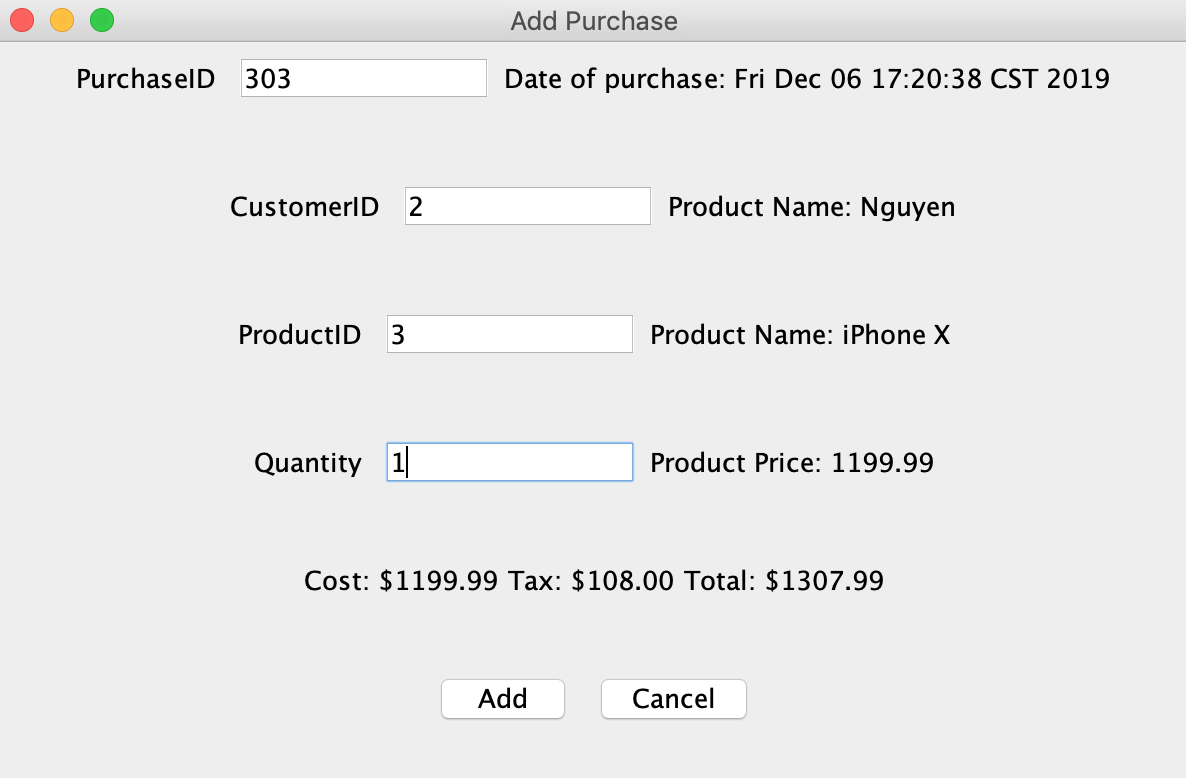 Add Purchase
PurchaseID 303 Date of purchase: Fri Dec 06 17:20:38 CST 2019
CustomerID 2 Product Name: Nguyen
ProductID 3 Product Name: iPhone X
Quantity 1 Product Price: 1199.99
Cost: $1199.99 Tax: $108.00 Total: $1307.99
Add Cancel